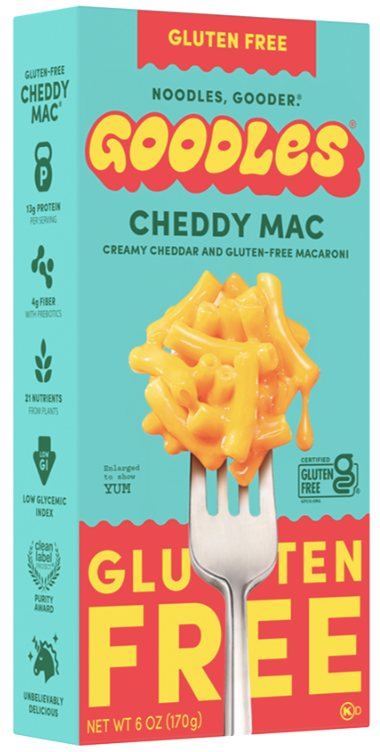 GLUTEN-FREE
CHEDDY
MAC®
P
13g PROTEIN
PER SERVING
4g FIBER
WITH PREBIOTICS
21 NUTRIENTS
FROM PLANTS
LOW
GI
LOW GLYCEMIC
INDEX
clean
label
PROJECT
PURITY
AWARD
UNBELIEVABLY
DELICIOUS
GLUTEN FREE
NOODLES, GOODER.®
GOODLES®
CHEDDY MAC
CREAMY CHEDDAR AND GLUTEN-FREE MACARONI
Enlarged
to show
YUM
CERTIFIED
GLUTEN
FREE
GLUTEN
FREE
NET WT 6 OZ (170g)
K D